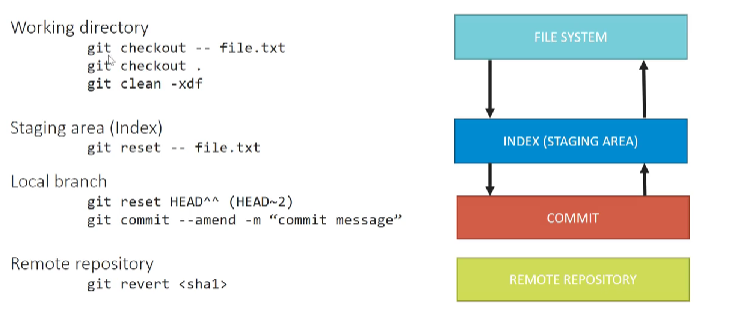 Working directory
git checkout -- file.txt
git checkout .
git clean -xdf
Staging area (Index)
git reset -- file.txt
Local branch
git reset HEAD^^ (HEAD~2)
git commit --amend -m “commit message”
Remote repository
git revert <sha1>
FILE SYSTEM
INDEX (STAGING AREA)
COMMIT
REMOTE REPOSITORY